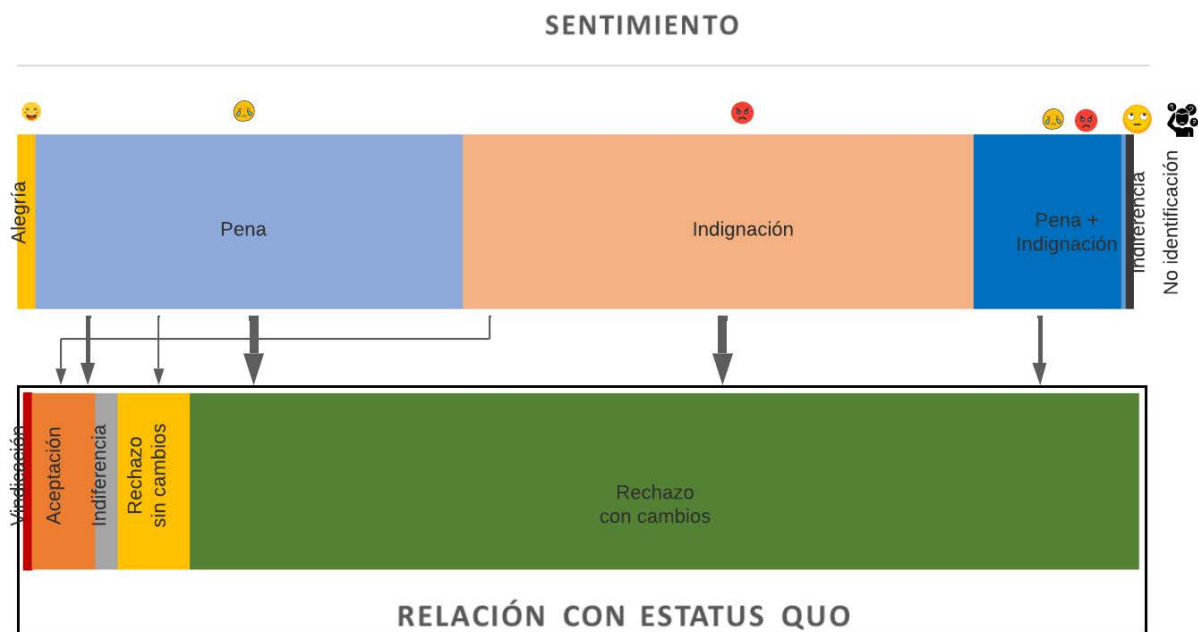 SENTIMIENTO
Alegría
Pena
Indignación
Pena +
Indignación
Indiferencia
No identificación
Vindicación
Aceptación
Indiferencia
Rechazo
sin cambios
Rechazo
con cambios
RELACIÓN CON ESTATUS QUO